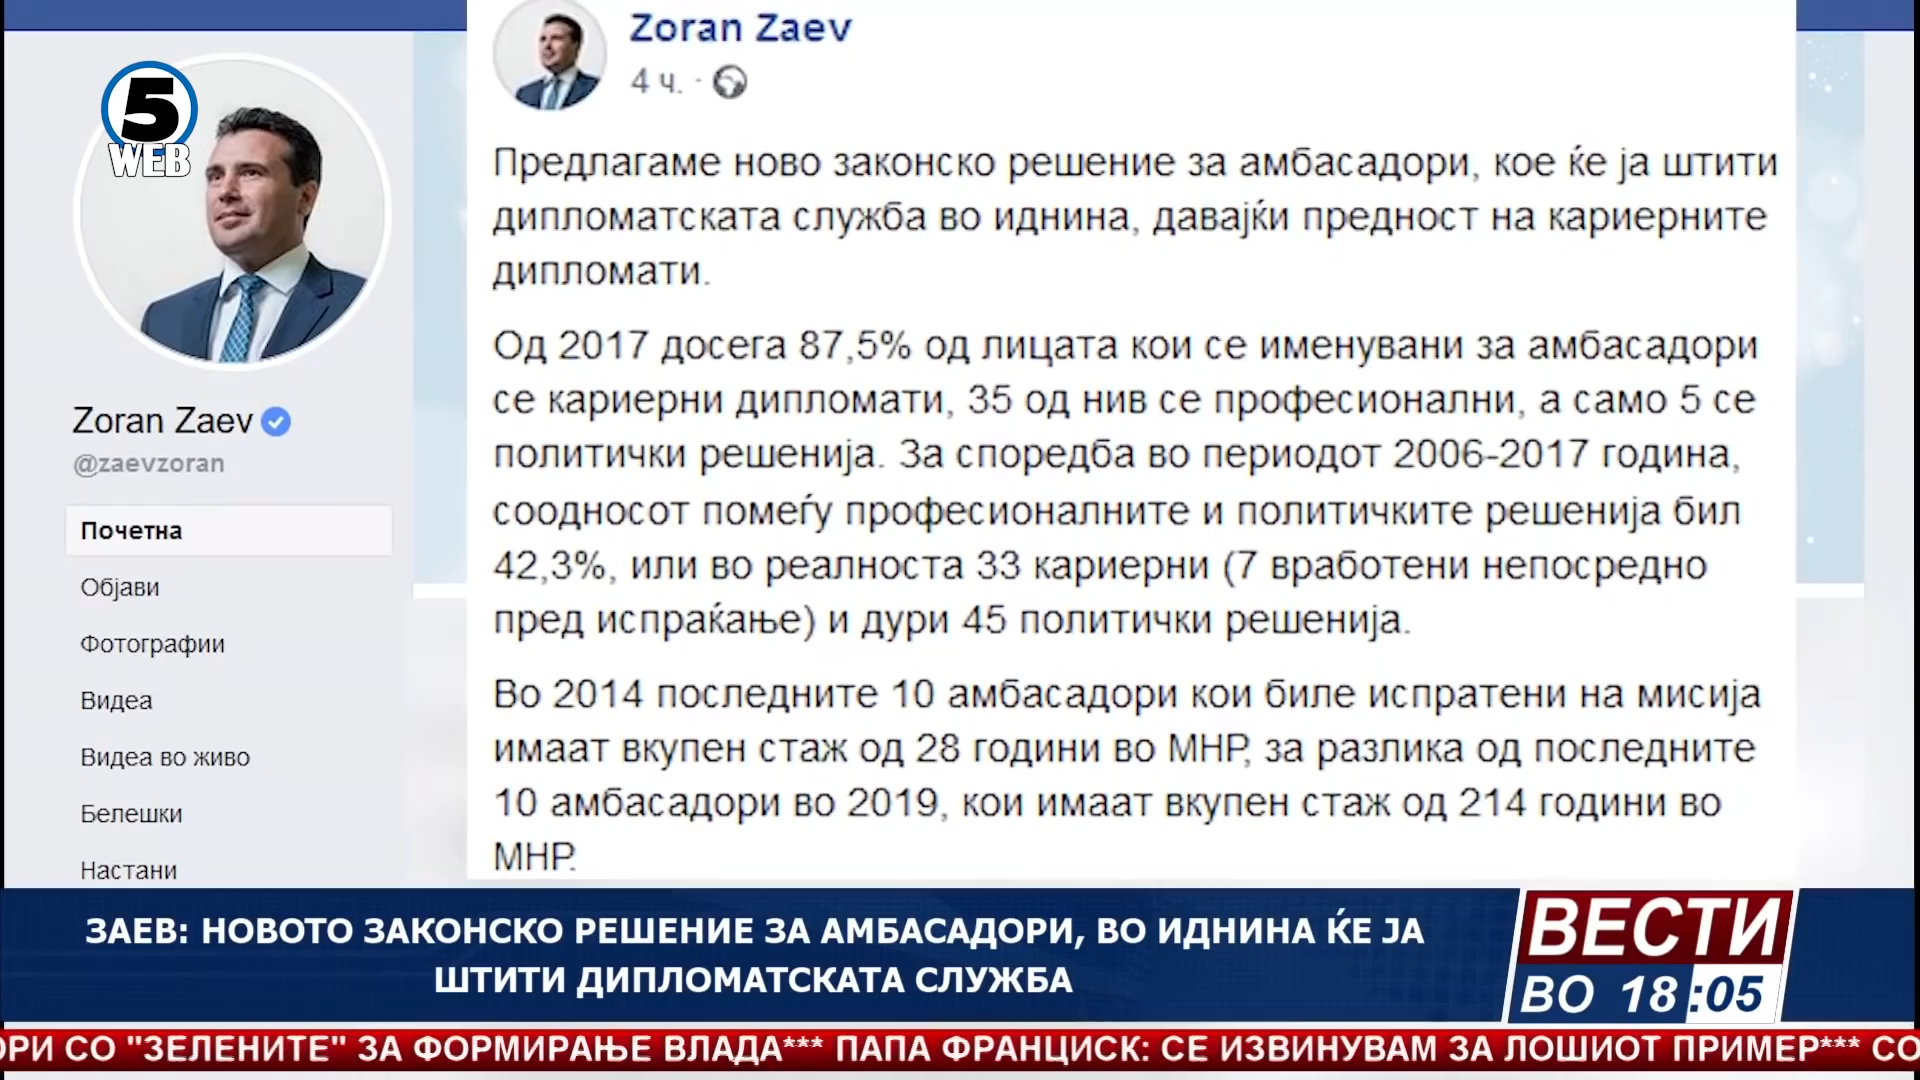 5
WEB
Zoran Zaev
@zaevzoran
Почетна
Објави
Фотографии
Видеа
Видеа во живо
Белешки
Настани
Zoran Zaev
4 ч. ·
Предлагаме ново законско решение за амбасадори, кое ќе ја штити
дипломатската служба во иднина, давајќи предност на кариерните
дипломати.
Од 2017 досега 87,5% од лицата кои се именувани за амбасадори
се кариерни дипломати, 35 од нив се професионални, а само 5 се
политички решенија. За споредба во периодот 2006-2017 година,
соодносот помеѓу професионалните и политичките решенија бил
42,3%, или во реалноста 33 кариерни (7 вработени непосредно
пред испраќање) и дури 45 политички решенија.
Во 2014 последните 10 амбасадори кои биле испратени на мисија
имаат вкупен стаж од 28 години во МНР, за разлика од последните
10 амбасадори во 2019, кои имаат вкупен стаж од 214 години во
МНР.
ЗАЕВ: НОВОТО ЗАКОНСКО РЕШЕНИЕ ЗА АМБАСАДОРИ, ВО ИДНИНА ЌЕ ЈА
ШТИТИ ДИПЛОМАТСКАТА СЛУЖБА
ВЕСТИ
ВО 18:05
ОРИ СО "ЗЕЛЕНИТЕ" ЗА ФОРМИРАЊЕ ВЛАДА*** ПАПА ФРАНЦИСК: СЕ ИЗВИНУВАМ ЗА ЛОШИОТ ПРИМЕР*** СО